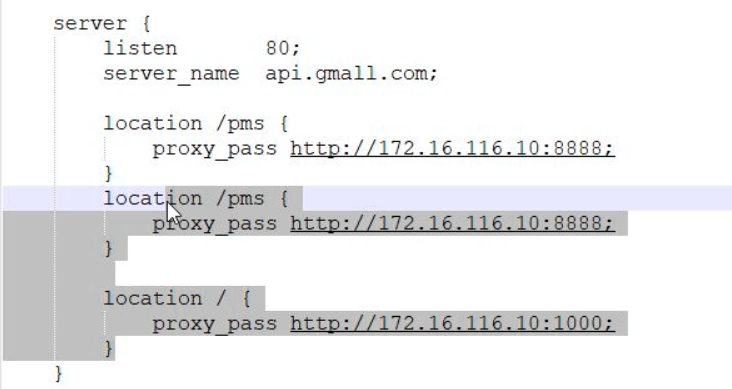 server {
listen 80;
server_name api.gmall.com;
location /pms {
proxy_pass http://172.16.116.10:8888;
}
location /pms {
proxy_pass http://172.16.116.10:8888;
}
location / {
proxy_pass http://172.16.116.10:1000;
}
}